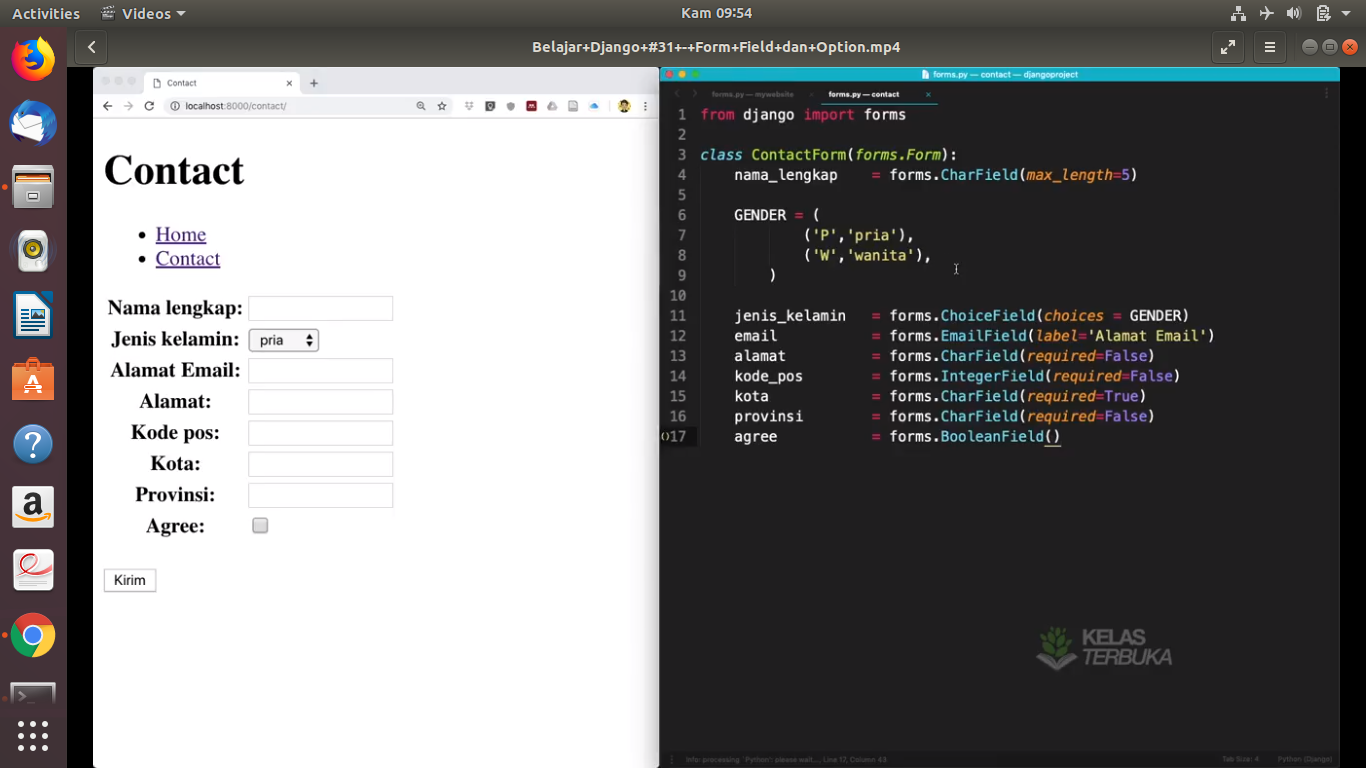 Activities
Videos
Kam 09:54
Belajar+Django+#31+-+Form+Field+dan+Option.mp4
Contact
localhost:8000/contact/
Contact
Home
Contact
Nama lengkap:
Jenis kelamin: pria
Alamat Email:
Alamat:
Kode pos:
Kota:
Provinsi:
Agree:
Kirim
forms.py — contact — djangoproject
forms.py — mywebsite
forms.py — contact
1 from django import forms
2
3 class ContactForm(forms.Form):
4 nama_lengkap = forms.CharField(max_length=5)
5
6 GENDER = (
7 ('P','pria'),
8 ('W','wanita'),
9 )
10
11 jenis_kelamin = forms.ChoiceField(choices = GENDER)
12 email = forms.EmailField(label='Alamat Email')
13 alamat = forms.CharField(required=False)
14 kode_pos = forms.IntegerField(required=False)
15 kota = forms.CharField(required=True)
16 provinsi = forms.CharField(required=False)
17 agree = forms.BooleanField()
KELAS
TERBUKA
Line 17, Column 43
Tab Size: 4
Python (Django)